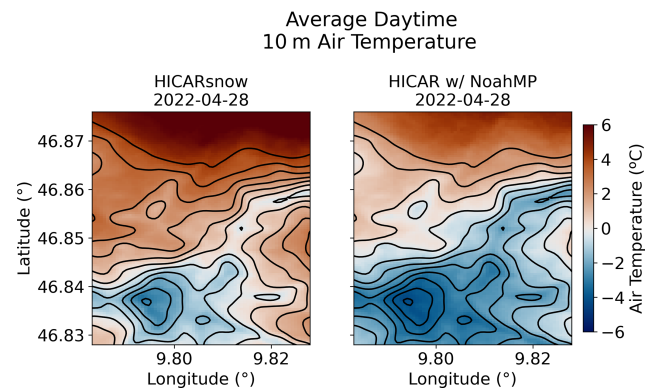 Average Daytime
10 m Air Temperature
HICARsnow
2022-04-28
HICAR w/ NoahMP
2022-04-28
46.87
46.86
46.85
46.84
46.83
Latitude (°)
9.80
9.82
Longitude (°)
9.80
9.82
Longitude (°)
6
4
2
0
−2
−4
−6
Air Temperature (ºC)